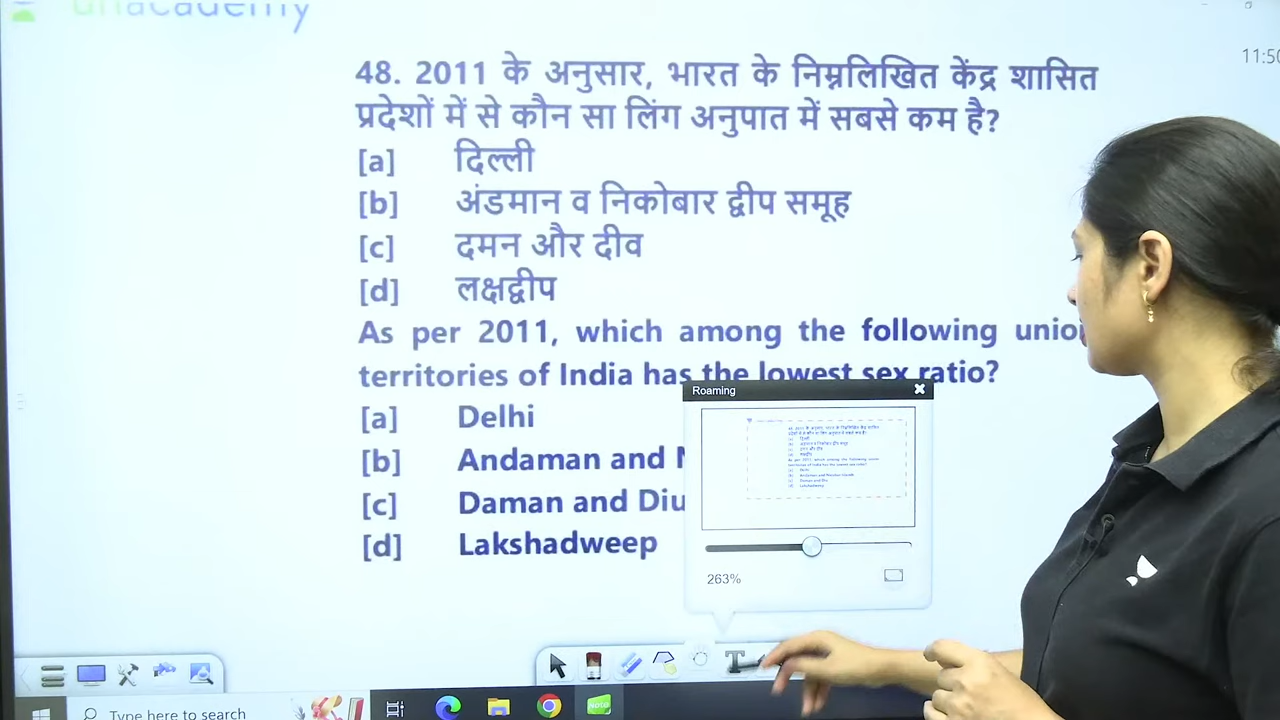 unacademy
11:50
48. 2011 के अनुसार, भारत के निम्नलिखित केंद्र शासित
प्रदेशों में से कौन सा लिंग अनुपात में सबसे कम है?
[a] दिल्ली
[b] अंडमान व निकोबार द्वीप समूह
[c] दमन और दीव
[d] लक्षद्वीप
As per 2011, which among the following union
territories of India has the lowest sex ratio?
[a] Delhi
[b] Andaman and N
[c] Daman and Diu
[d] Lakshadweep
Roaming
263%
T
Type here to search